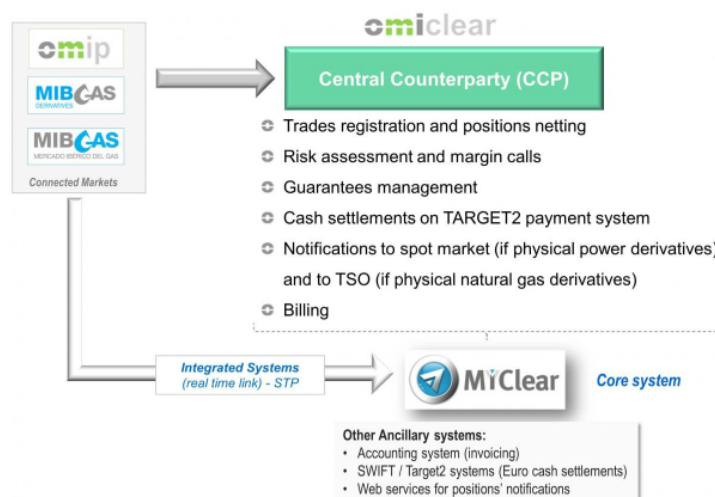 omip
MIBGAS
DERIVATIVES
MIBGAS
MERCADO IBÉRICO DEL GAS
Connected Markets
omiclear
Central Counterparty (CCP)
Trades registration and positions netting
Risk assessment and margin calls
Guarantees management
Cash settlements on TARGET2 payment system
Notifications to spot market (if physical power derivatives)
and to TSO (if physical natural gas derivatives)
Billing
Integrated Systems
(real time link) - STP
MiClear
Core system
Other Ancillary systems:
• Accounting system (invoicing)
• SWIFT / Target2 systems (Euro cash settlements)
• Web services for positions' notifications